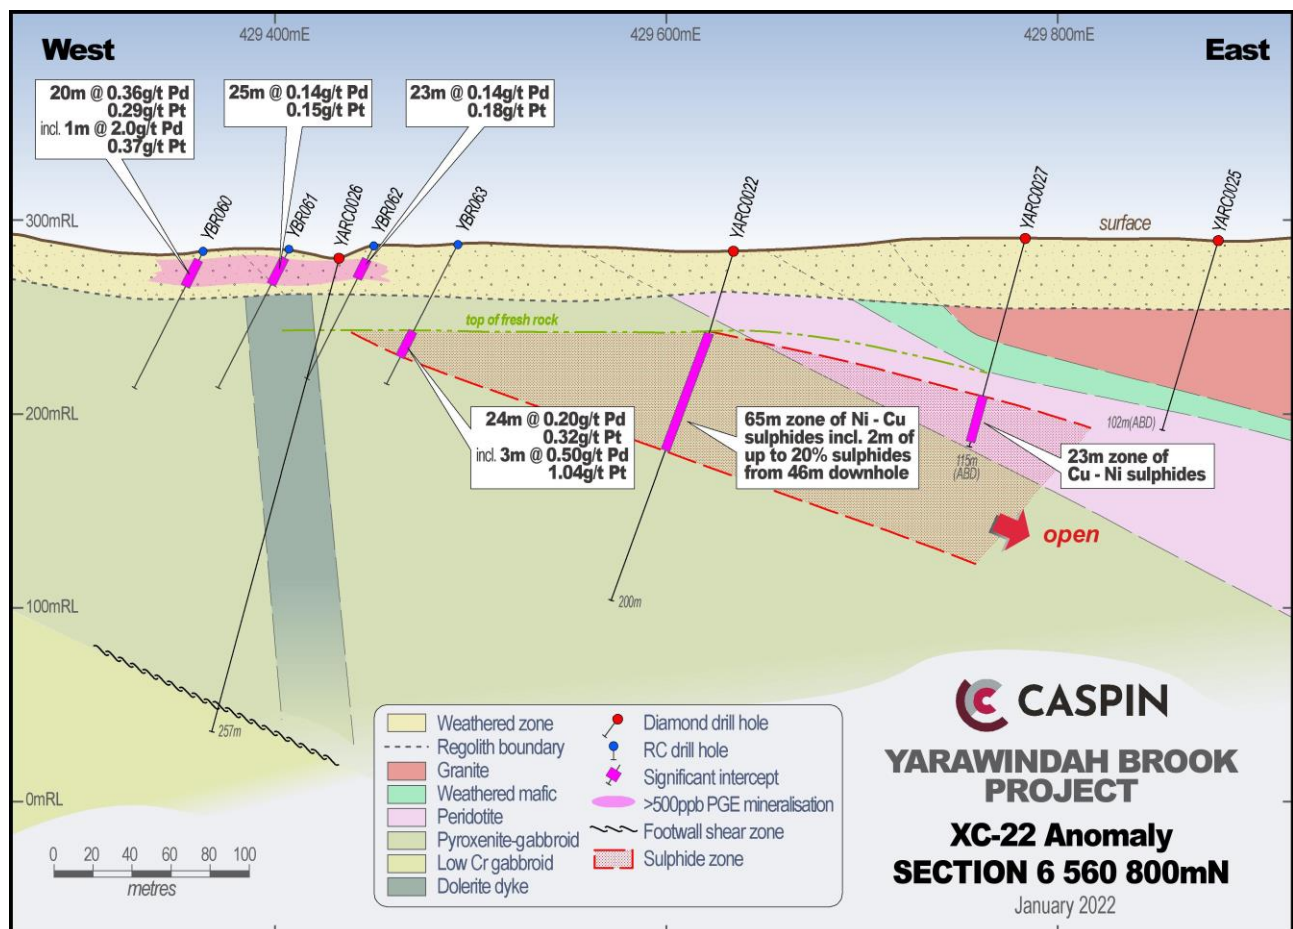 429 400mE
429 600mE
429 800mE
West
East
20m @ 0.36g/t Pd
0.29g/t Pt
incl. 1m @ 2.0g/t Pd
0.37g/t Pt
25m @ 0.14g/t Pd
0.15g/t Pt
23m @ 0.14g/t Pd
0.18g/t Pt
YBR060
YBR061
YARC0026
YBR062
YBR063
YARC0022
YARC0027
YARC0025
300mRL
surface
top of fresh rock
200mRL
24m @ 0.20g/t Pd
0.32g/t Pt
incl. 3m @ 0.50g/t Pd
1.04g/t Pt
65m zone of Ni - Cu
sulphides incl. 2m of
up to 20% sulphides
from 46m downhole
102m(ABD)
115m
(ABD)
23m zone of
Cu - Ni sulphides
open
200m
100mRL
257m
0mRL
0 20 40 60 80 100
metres
Weathered zone
Regolith boundary
Granite
Weathered mafic
Peridotite
Pyroxenite-gabbroid
Low Cr gabbroid
Dolerite dyke
Diamond drill hole
RC drill hole
Significant intercept
>500ppb PGE mineralisation
Footwall shear zone
Sulphide zone
CASPIN
YARAWINDAH BROOK
PROJECT
XC-22 Anomaly
SECTION 6 560 800mN
January 2022